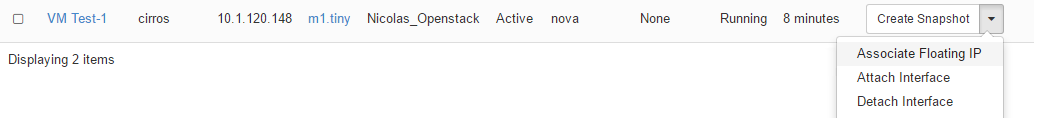 VM Test-1 cirros 10.1.120.148 m1.tiny Nicolas_Openstack Active nova None Running 8 minutes Create Snapshot
Displaying 2 items
Associate Floating IP
Attach Interface
Detach Interface